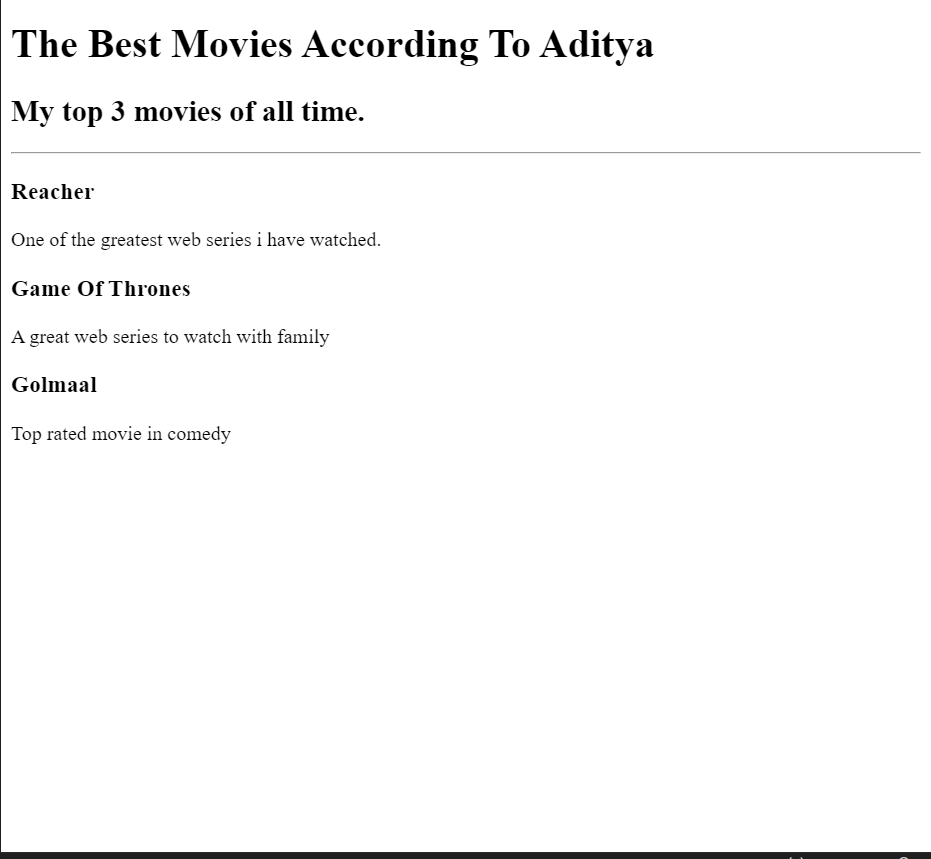 The Best Movies According To Aditya
My top 3 movies of all time.
Reacher
One of the greatest web series i have watched.
Game Of Thrones
A great web series to watch with family
Golmaal
Top rated movie in comedy